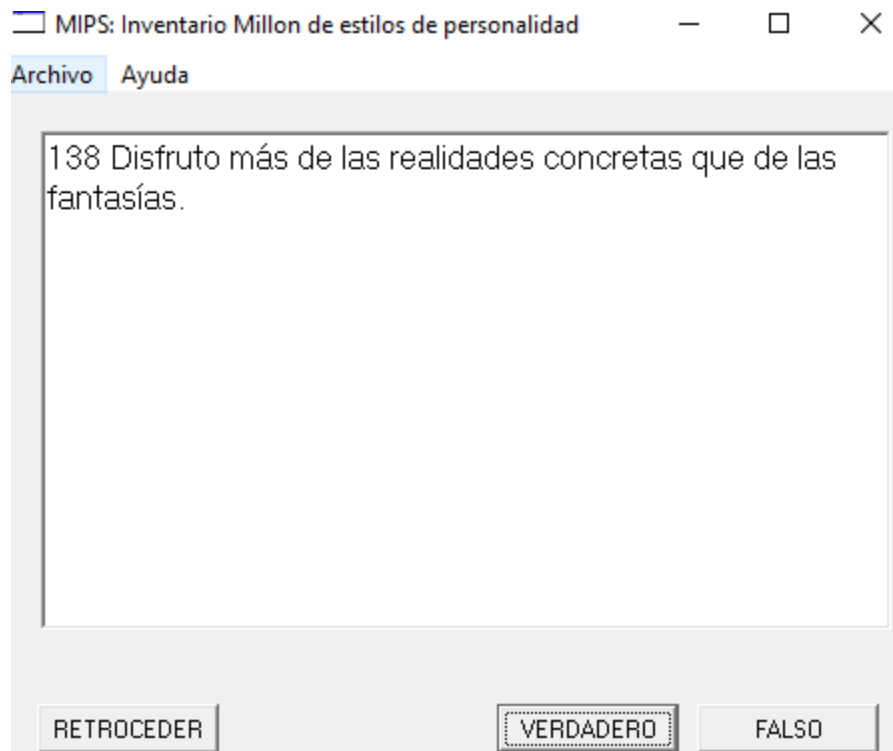 MIPS: Inventario Millon de estilos de personalidad
Archivo Ayuda
138 Disfruto más de las realidades concretas que de las
fantasías.
RETROCEDER VERDADERO FALSO